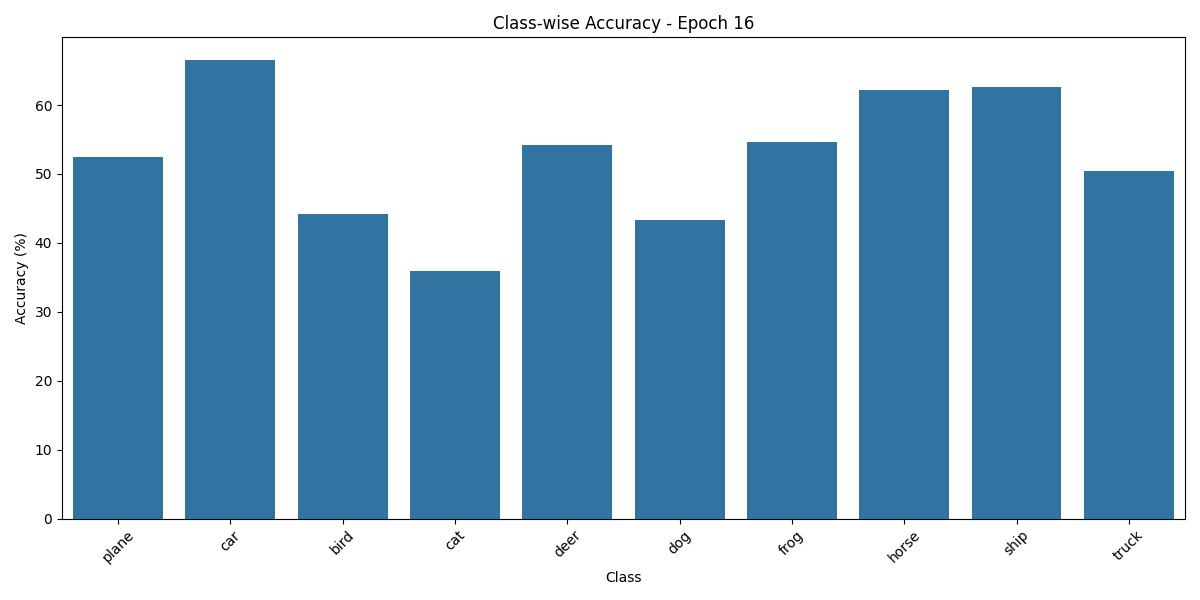 Class-wise Accuracy - Epoch 16
Accuracy (%)
60
50
40
30
20
10
0
plane
car
bird
cat
deer
dog
frog
horse
ship
truck
Class